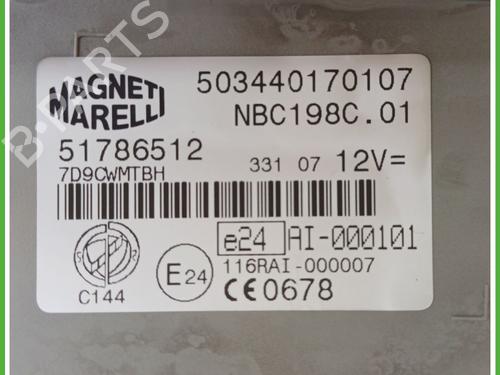 B-PARTS
MAGNETI
MARELLI
503440170107
NBC198C.01
51786512
331 07 12V=
7D9CWMTBH
e24 AI-000101
116RAI-000007
E24
C144
CE0678